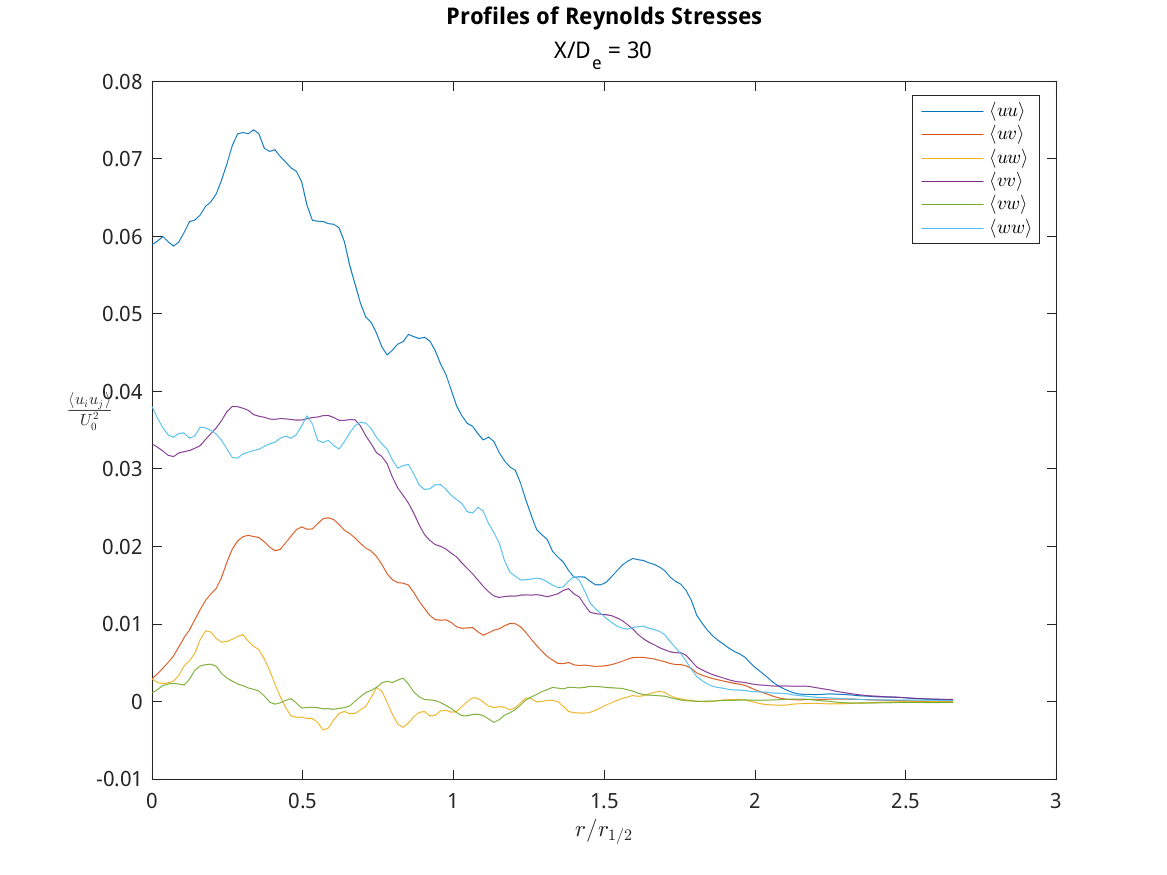 Profiles of Reynolds Stresses
X/D_e = 30
0.08
0.07
0.06
0.05
0.04
0.03
0.02
0.01
0
-0.01
⟨u_i u_j⟩
U_0^2
⟨uu⟩
⟨uv⟩
⟨uw⟩
⟨vv⟩
⟨vw⟩
⟨ww⟩
0 0.5 1 1.5 2 2.5 3
r/r_{1/2}